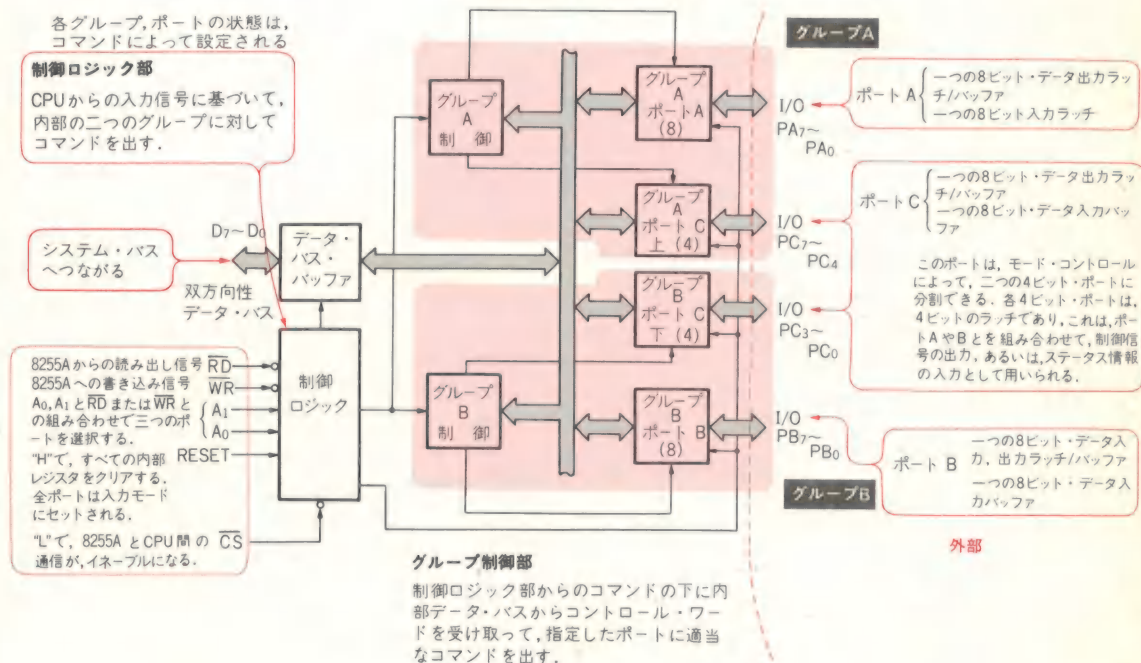 各グループ,ポートの状態は,
コマンドによって設定される
制御ロジック部
CPUからの入力信号に基づいて,
内部の二つのグループに対して
コマンドを出す.
システム・バス
へつながる
D7~D0
双方向性
データ・バス
データ・
バス・
バッファ
8255Aからの読み出し信号 RD
8255Aへの書き込み信号 WR
A0,A1とRDまたはWRと
の組み合わせで三つのポ
ートを選択する.
A1
A0
"H"で,すべての内部
レジスタをクリアする.
全ポートは入力モード
にセットされる.
RESET
"L"で,8255AとCPU間の CS
通信が,イネーブルになる.
制御
ロジック
グループ
A
制 御
グループ
B
制 御
グループ
A
ポートA
(8)
グループ
A
ポート C
上 (4)
グループ
B
ポート C
下 (4)
グループ
B
ポート B
(8)
グループ制御部
制御ロジック部からのコマンドの下に内
部データ・バスからコントロール・ワー
ドを受け取って,指定したポートに適当
なコマンドを出す.
グループA
I/O
PA7~
PA0
I/O
PC7~
PC4
I/O
PC3~
PC0
I/O
PB7~
PB0
グループB
ポート A
一つの8ビット・データ出力ラッ
チ/バッファ
一つの8ビット入力ラッチ
ポート C
一つの8ビット・データ出力ラッ
チ/バッファ
一つの8ビット・データ入力バッ
ファ
このポートは,モード・コントロール
によって,二つの4ビット・ポートに
分割できる.各4ビット・ポートは,
4ビットのラッチであり,これは,ポー
トAやBとを組み合わせて,制御信
号の出力,あるいは,ステータス情報
の入力として用いられる.
ポート B
一つの8ビット・データ入
力,出力ラッチ/バッファ
一つの8ビット・データ入
力バッファ
外部